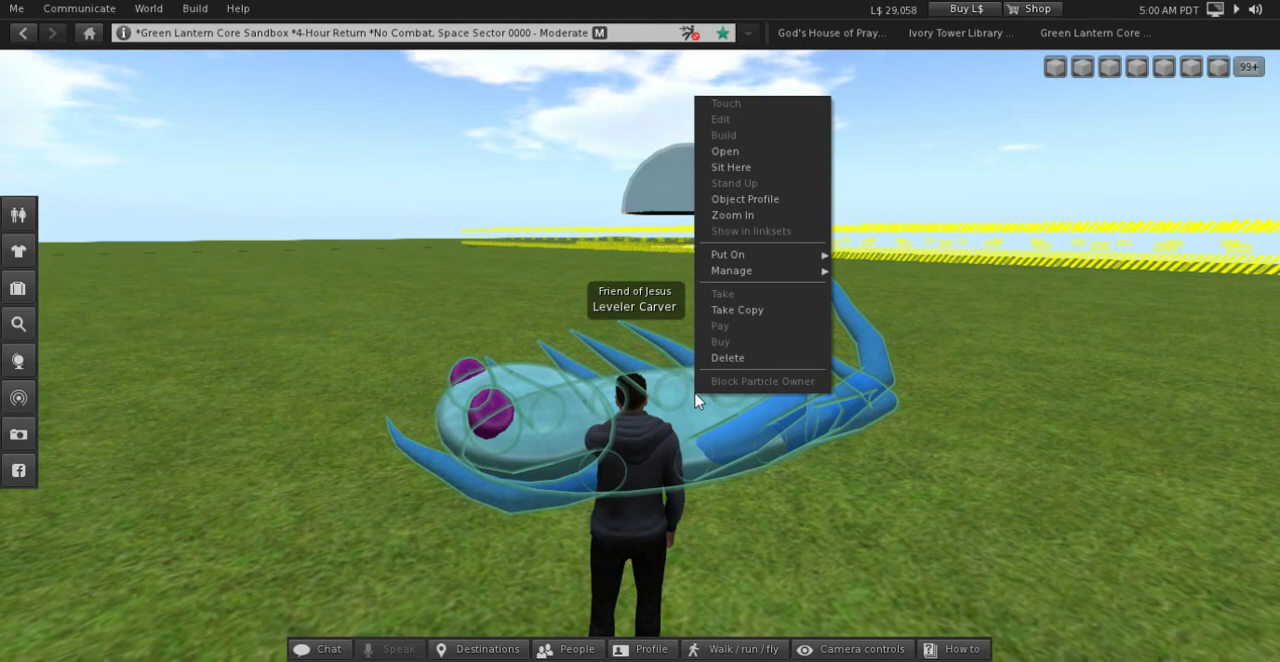 Me Communicate World Build Help
L$ 29,058 Buy L$ Shop 5:00 AM PDT
*Green Lantern Core Sandbox *4-Hour Return *No Combat, Space Sector 0000 - Moderate M
God's House of Pray... Ivory Tower Library ... Green Lantern Core ...
99+
Touch
Edit
Build
Open
Sit Here
Stand Up
Object Profile
Zoom In
Show in linksets
Put On
Manage
Take
Take Copy
Pay
Buy
Delete
Block Particle Owner
Friend of Jesus
Leveler Carver
Chat Speak Destinations People Profile Walk / run / fly Camera controls How to